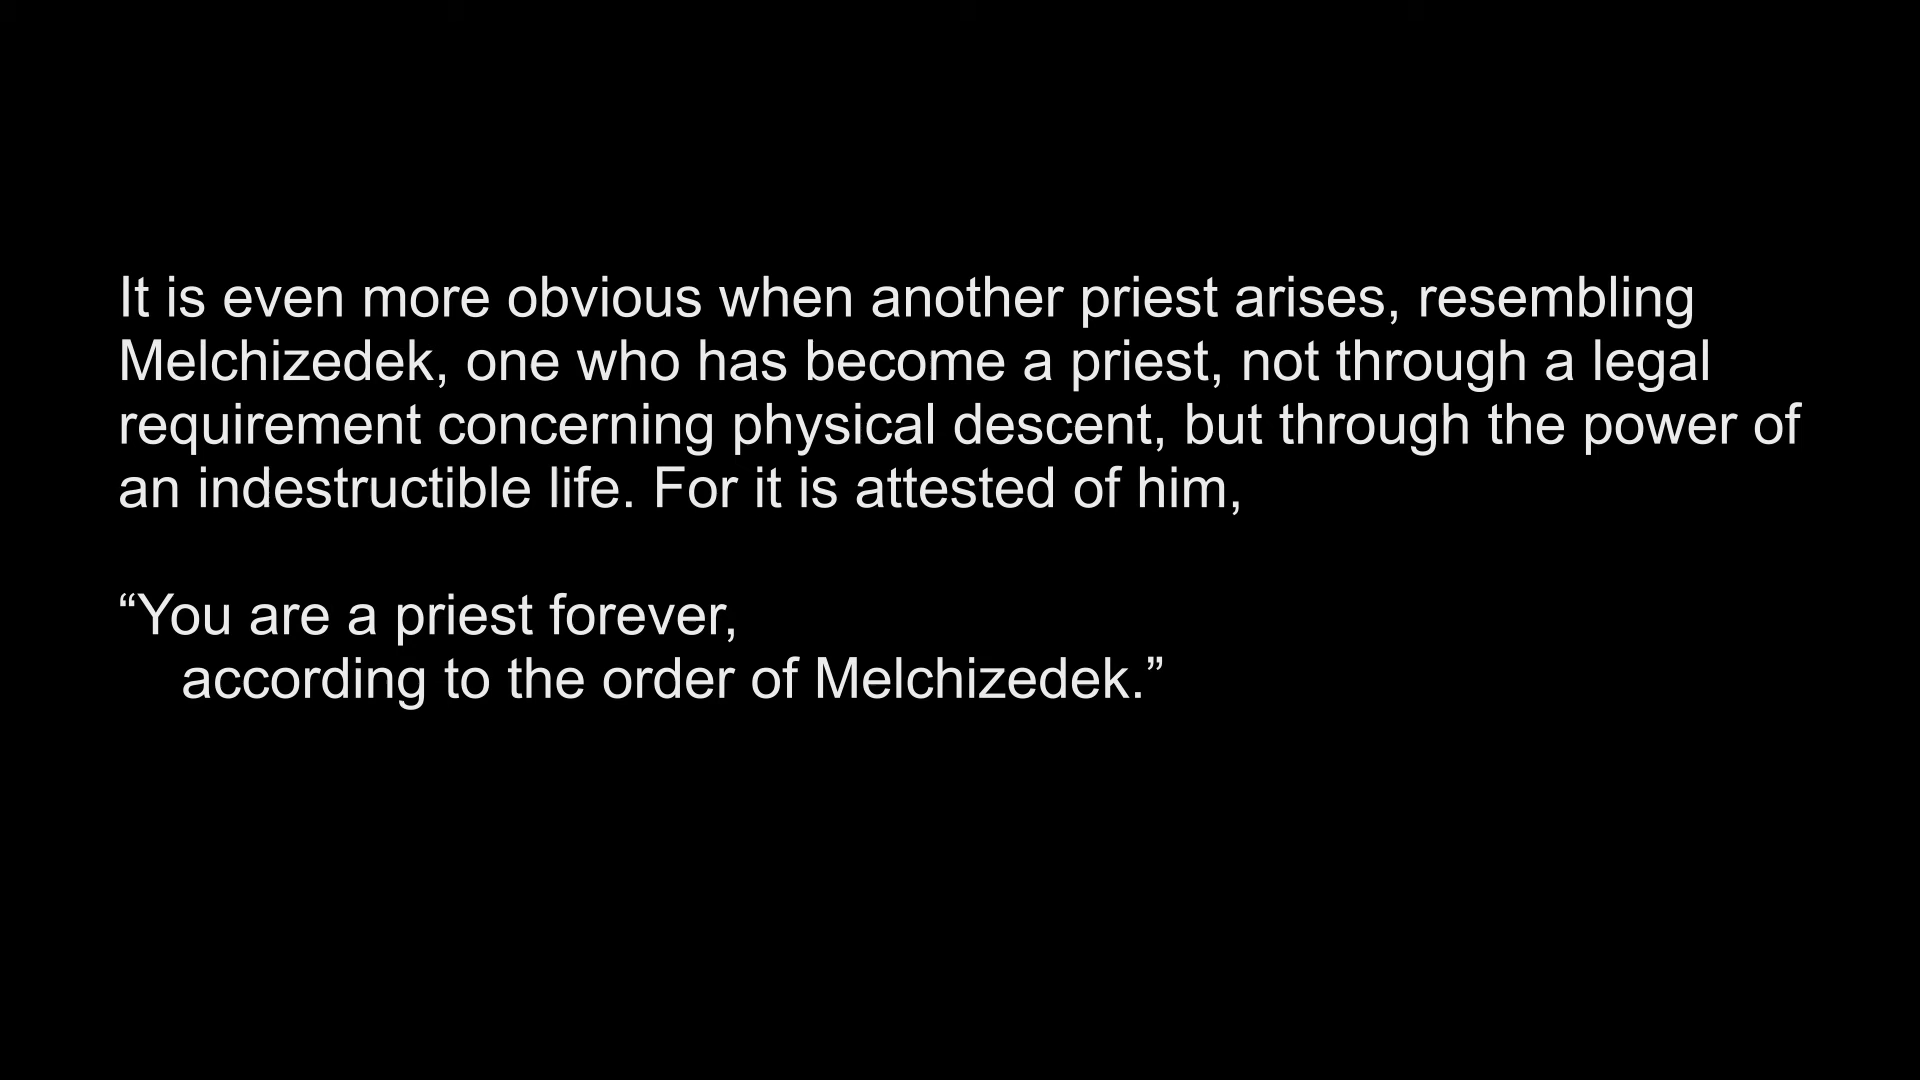 It is even more obvious when another priest arises, resembling
Melchizedek, one who has become a priest, not through a legal
requirement concerning physical descent, but through the power of
an indestructible life. For it is attested of him,
“You are a priest forever,
according to the order of Melchizedek.”